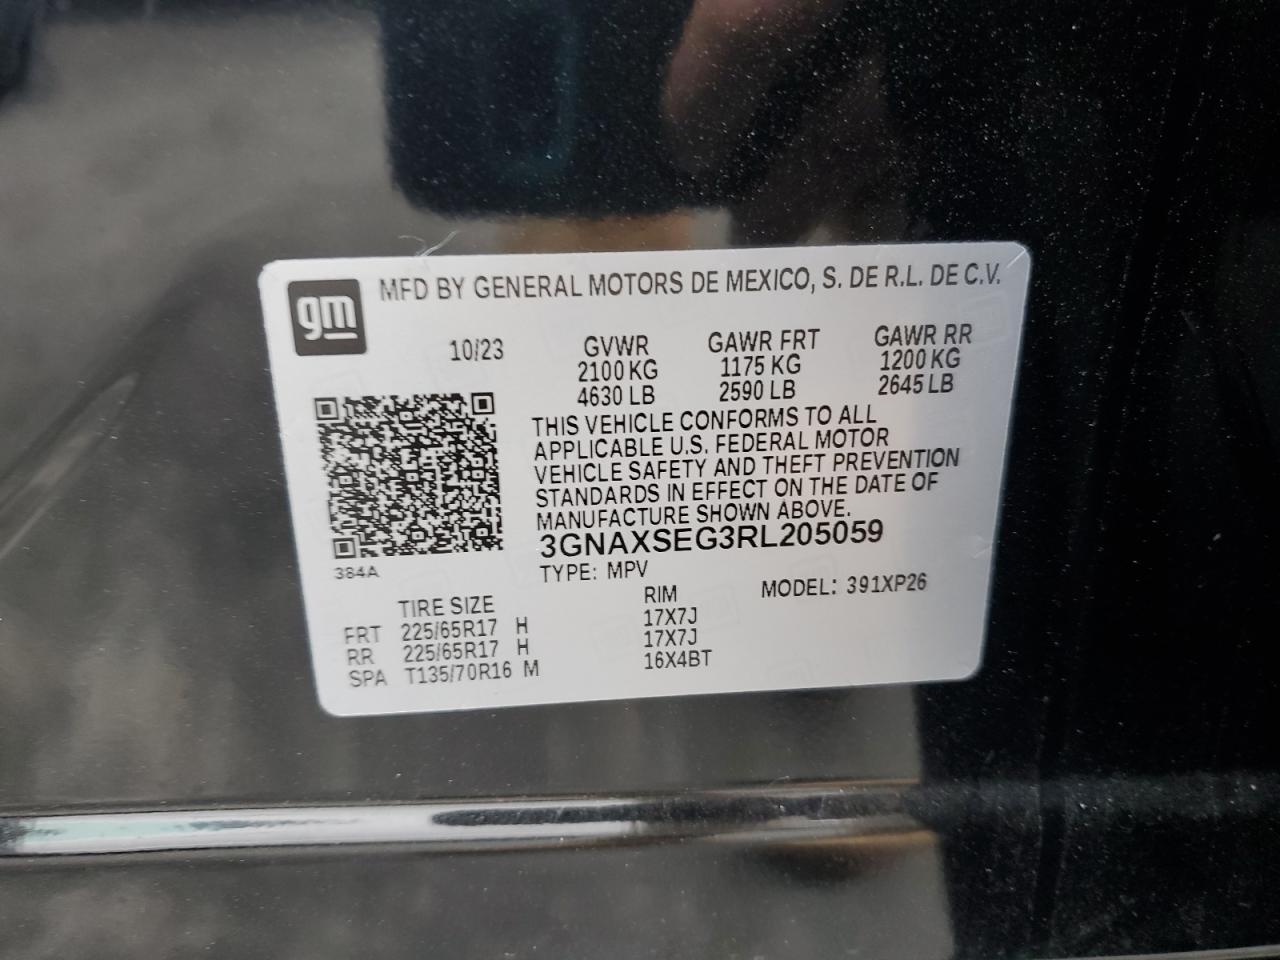 gm MFD BY GENERAL MOTORS DE MEXICO, S. DE R.L. DE C.V.
10/23 GVWR GAWR FRT GAWR RR
2100 KG 1175 KG 1200 KG
4630 LB 2590 LB 2645 LB
THIS VEHICLE CONFORMS TO ALL
APPLICABLE U.S. FEDERAL MOTOR
VEHICLE SAFETY AND THEFT PREVENTION
STANDARDS IN EFFECT ON THE DATE OF
MANUFACTURE SHOWN ABOVE.
3GNAXSEG3RL205059
384A TYPE: MPV
TIRE SIZE RIM MODEL: 391XP26
FRT 225/65R17 H 17X7J
RR 225/65R17 H 17X7J
SPA T135/70R16 M 16X4BT